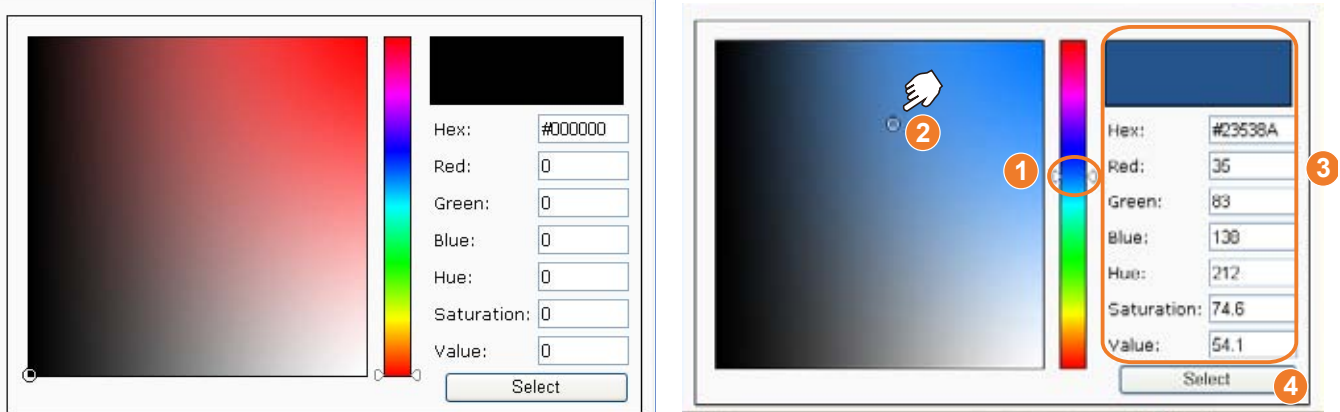 Hex: #000000
Red: 0
Green: 0
Blue: 0
Hue: 0
Saturation: 0
Value: 0
Select
2
1
3
Hex: #23538A
Red: 35
Green: 83
Blue: 138
Hue: 212
Saturation: 74.6
Value: 54.1
Select
4